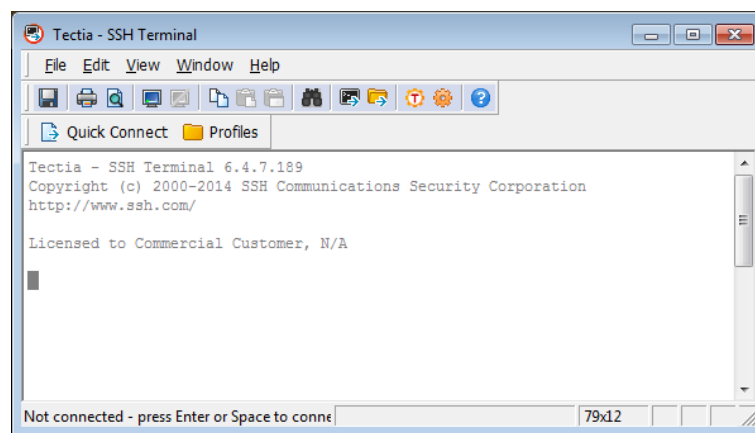 Tectia - SSH Terminal
File Edit View Window Help
Quick Connect Profiles
Tectia - SSH Terminal 6.4.7.189
Copyright (c) 2000-2014 SSH Communications Security Corporation
http://www.ssh.com/
Licensed to Commercial Customer, N/A
Not connected - press Enter or Space to conne 79x12